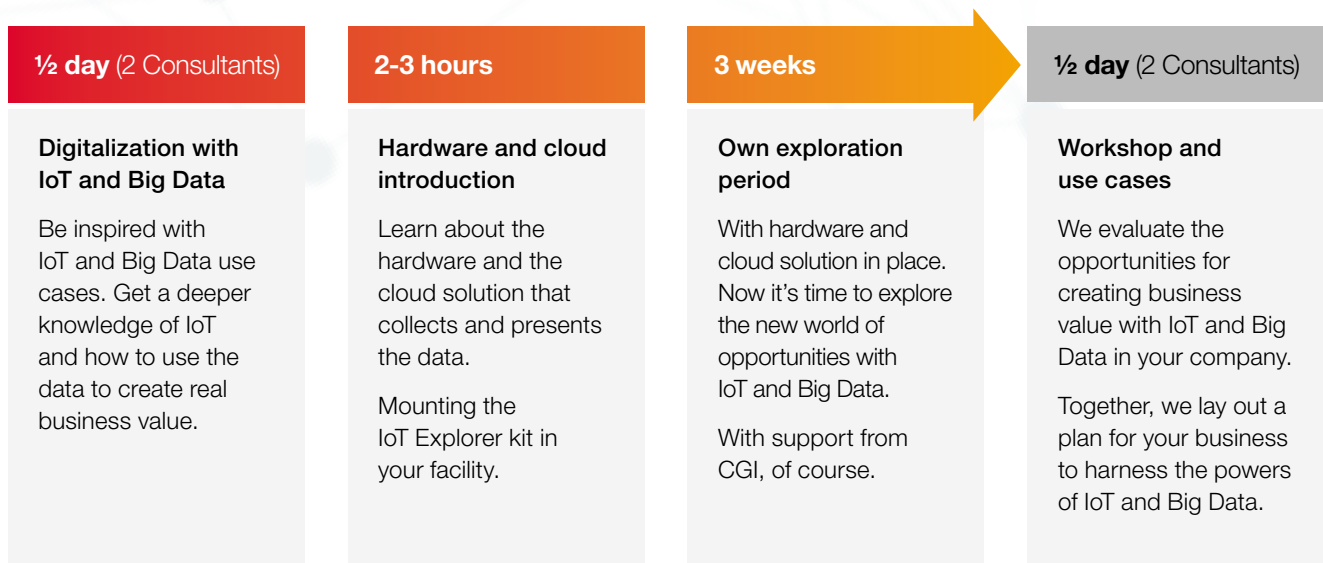 ½ day (2 Consultants)
Digitalization with
IoT and Big Data
Be inspired with
IoT and Big Data use
cases. Get a deeper
knowledge of IoT
and how to use the
data to create real
business value.
2-3 hours
Hardware and cloud
introduction
Learn about the
hardware and the
cloud solution that
collects and presents
the data.
Mounting the
IoT Explorer kit in
your facility.
3 weeks
Own exploration
period
With hardware and
cloud solution in place.
Now it’s time to explore
the new world of
opportunities with
IoT and Big Data.
With support from
CGI, of course.
½ day (2 Consultants)
Workshop and
use cases
We evaluate the
opportunities for
creating business
value with IoT and Big
Data in your company.
Together, we lay out a
plan for your business
to harness the powers
of IoT and Big Data.